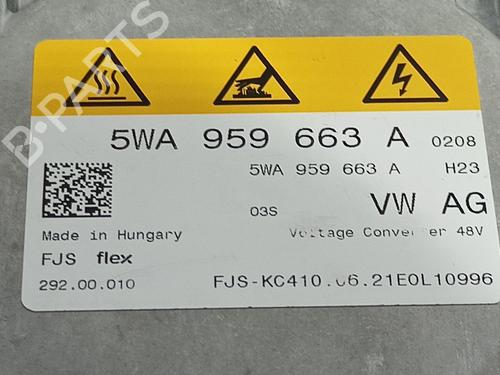 B-PARTS
5WA 959 663 A 0208
5WA 959 663 A H23
03S VW AG
Made in Hungary Voltage Converter 48V
FJS flex
292.00.010 FJS-KC410.06.21E0L10996